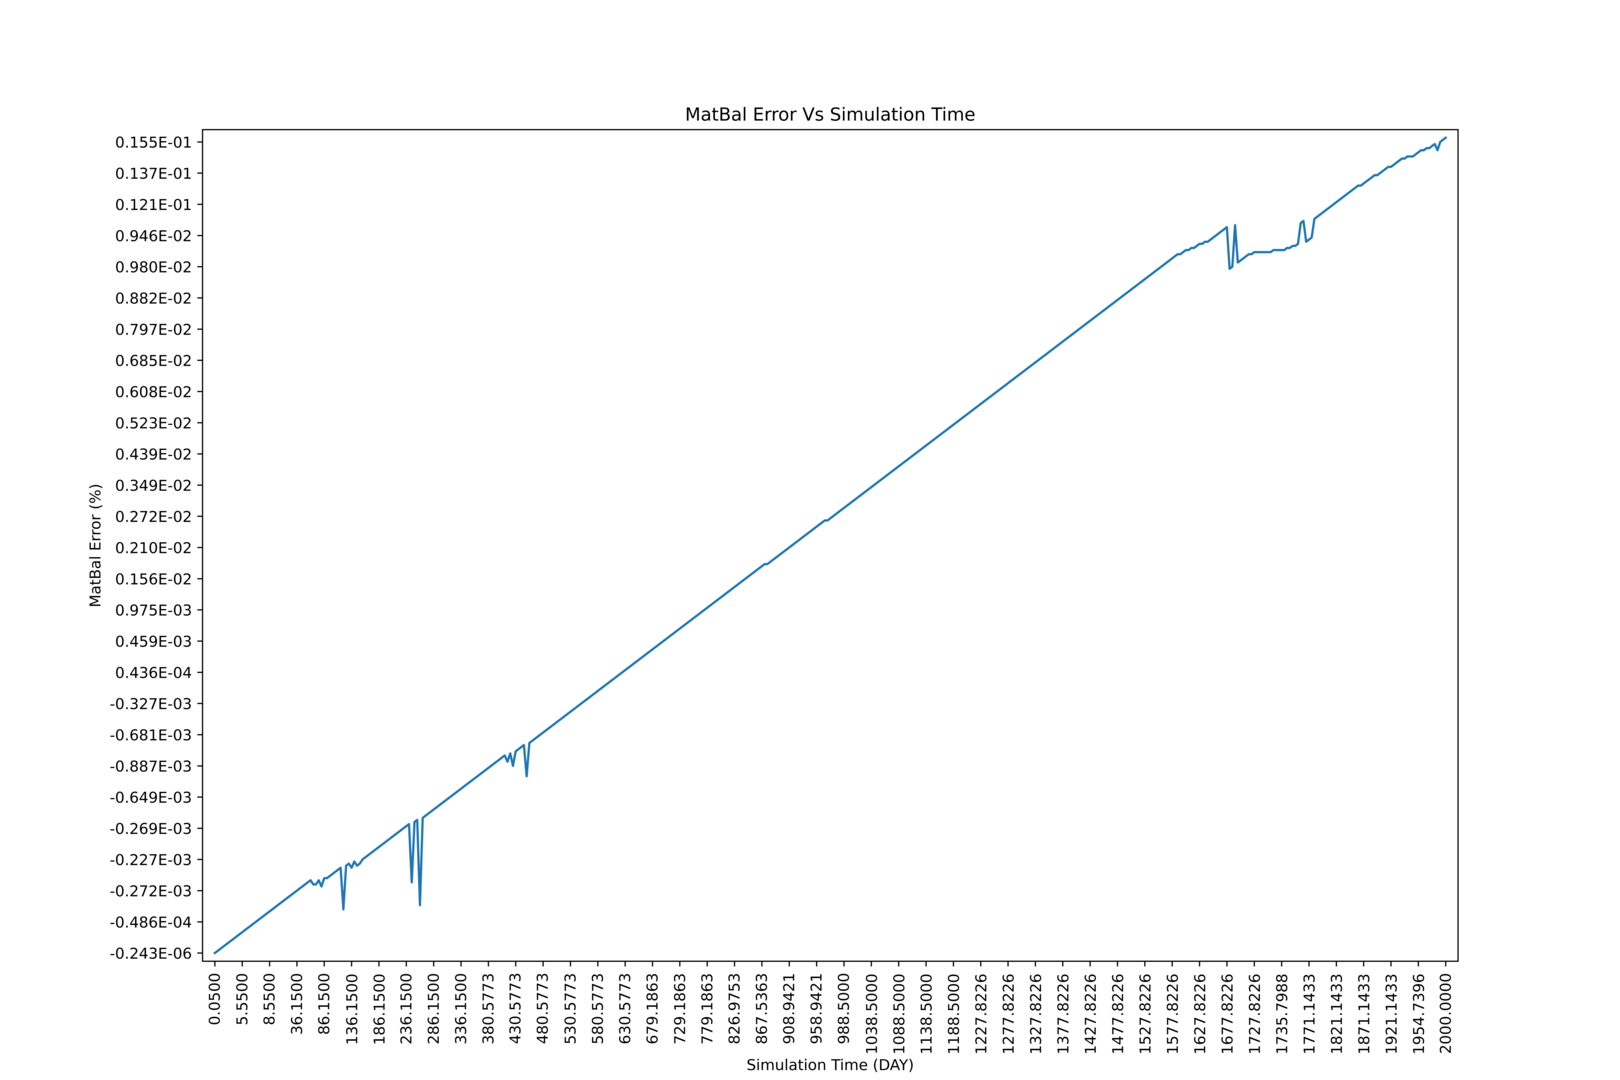 MatBal Error Vs Simulation Time
0.155E-01
0.137E-01
0.121E-01
0.946E-02
0.980E-02
0.882E-02
0.797E-02
0.685E-02
0.608E-02
0.523E-02
0.439E-02
0.349E-02
0.272E-02
0.210E-02
0.156E-02
0.975E-03
0.459E-03
0.436E-04
-0.327E-03
-0.681E-03
-0.887E-03
-0.649E-03
-0.269E-03
-0.227E-03
-0.272E-03
-0.486E-04
-0.243E-06
MatBal Error (%)
0.0500
5.5500
8.5500
36.1500
86.1500
136.1500
186.1500
236.1500
286.1500
336.1500
380.5773
430.5773
480.5773
530.5773
580.5773
630.5773
679.1863
729.1863
779.1863
826.9753
867.5363
908.9421
958.9421
988.5000
1038.5000
1088.5000
1138.5000
1188.5000
1227.8226
1277.8226
1327.8226
1377.8226
1427.8226
1477.8226
1527.8226
1577.8226
1627.8226
1677.8226
1727.8226
1735.7988
1771.1433
1821.1433
1871.1433
1921.1433
1954.7396
2000.0000
Simulation Time (DAY)